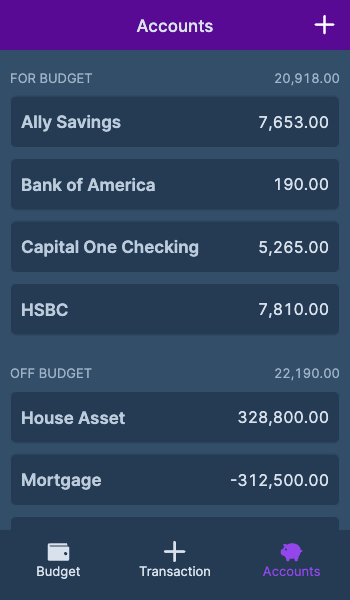 Accounts
FOR BUDGET 20,918.00
Ally Savings 7,653.00
Bank of America 190.00
Capital One Checking 5,265.00
HSBC 7,810.00
OFF BUDGET 22,190.00
House Asset 328,800.00
Mortgage -312,500.00
Budget Transaction Accounts